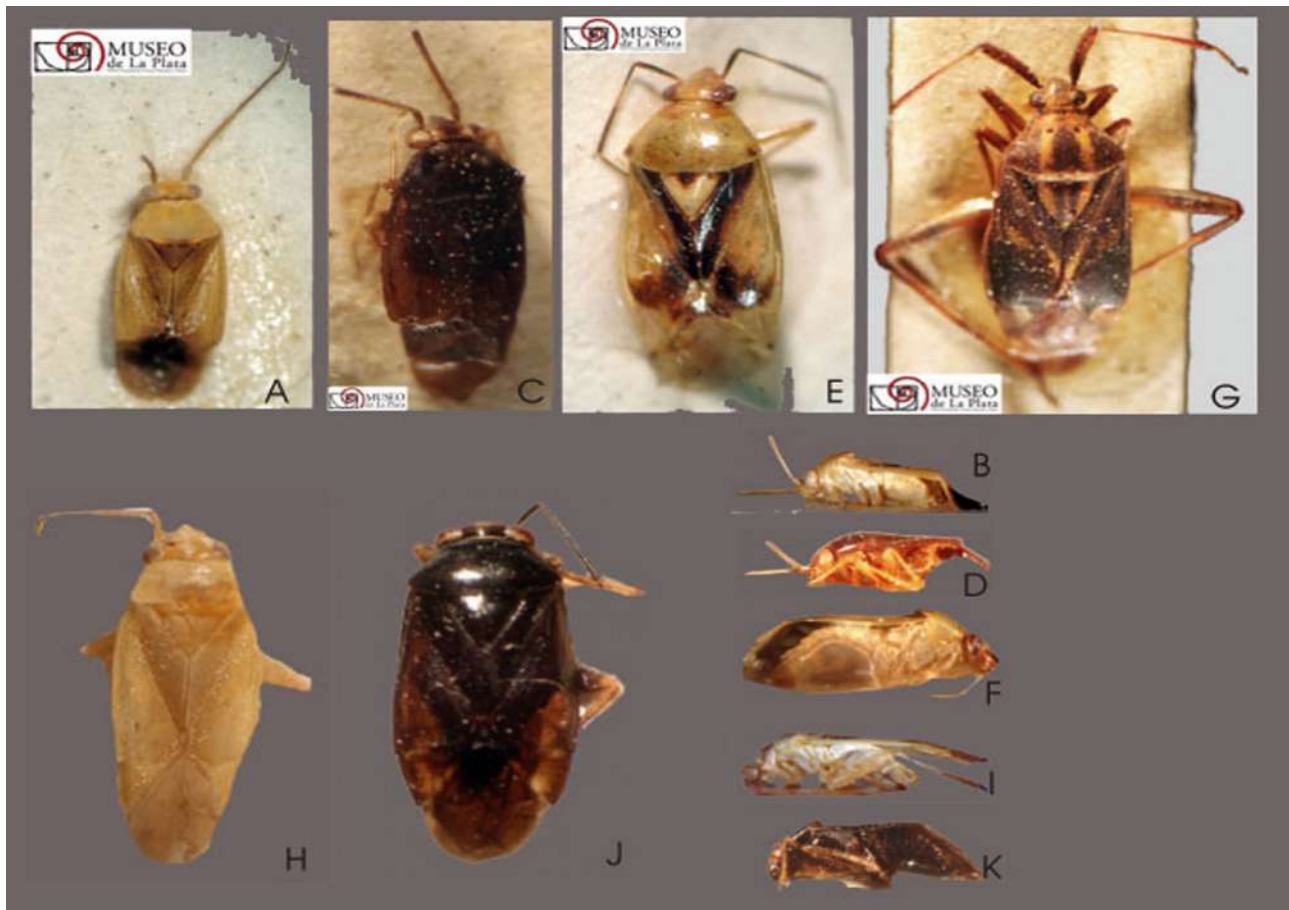 MUSEO
de La Plata
A
MUSEO
de La Plata
C
MUSEO
de La Plata
E
MUSEO
de La Plata
G
B
D
F
I
K
H
J